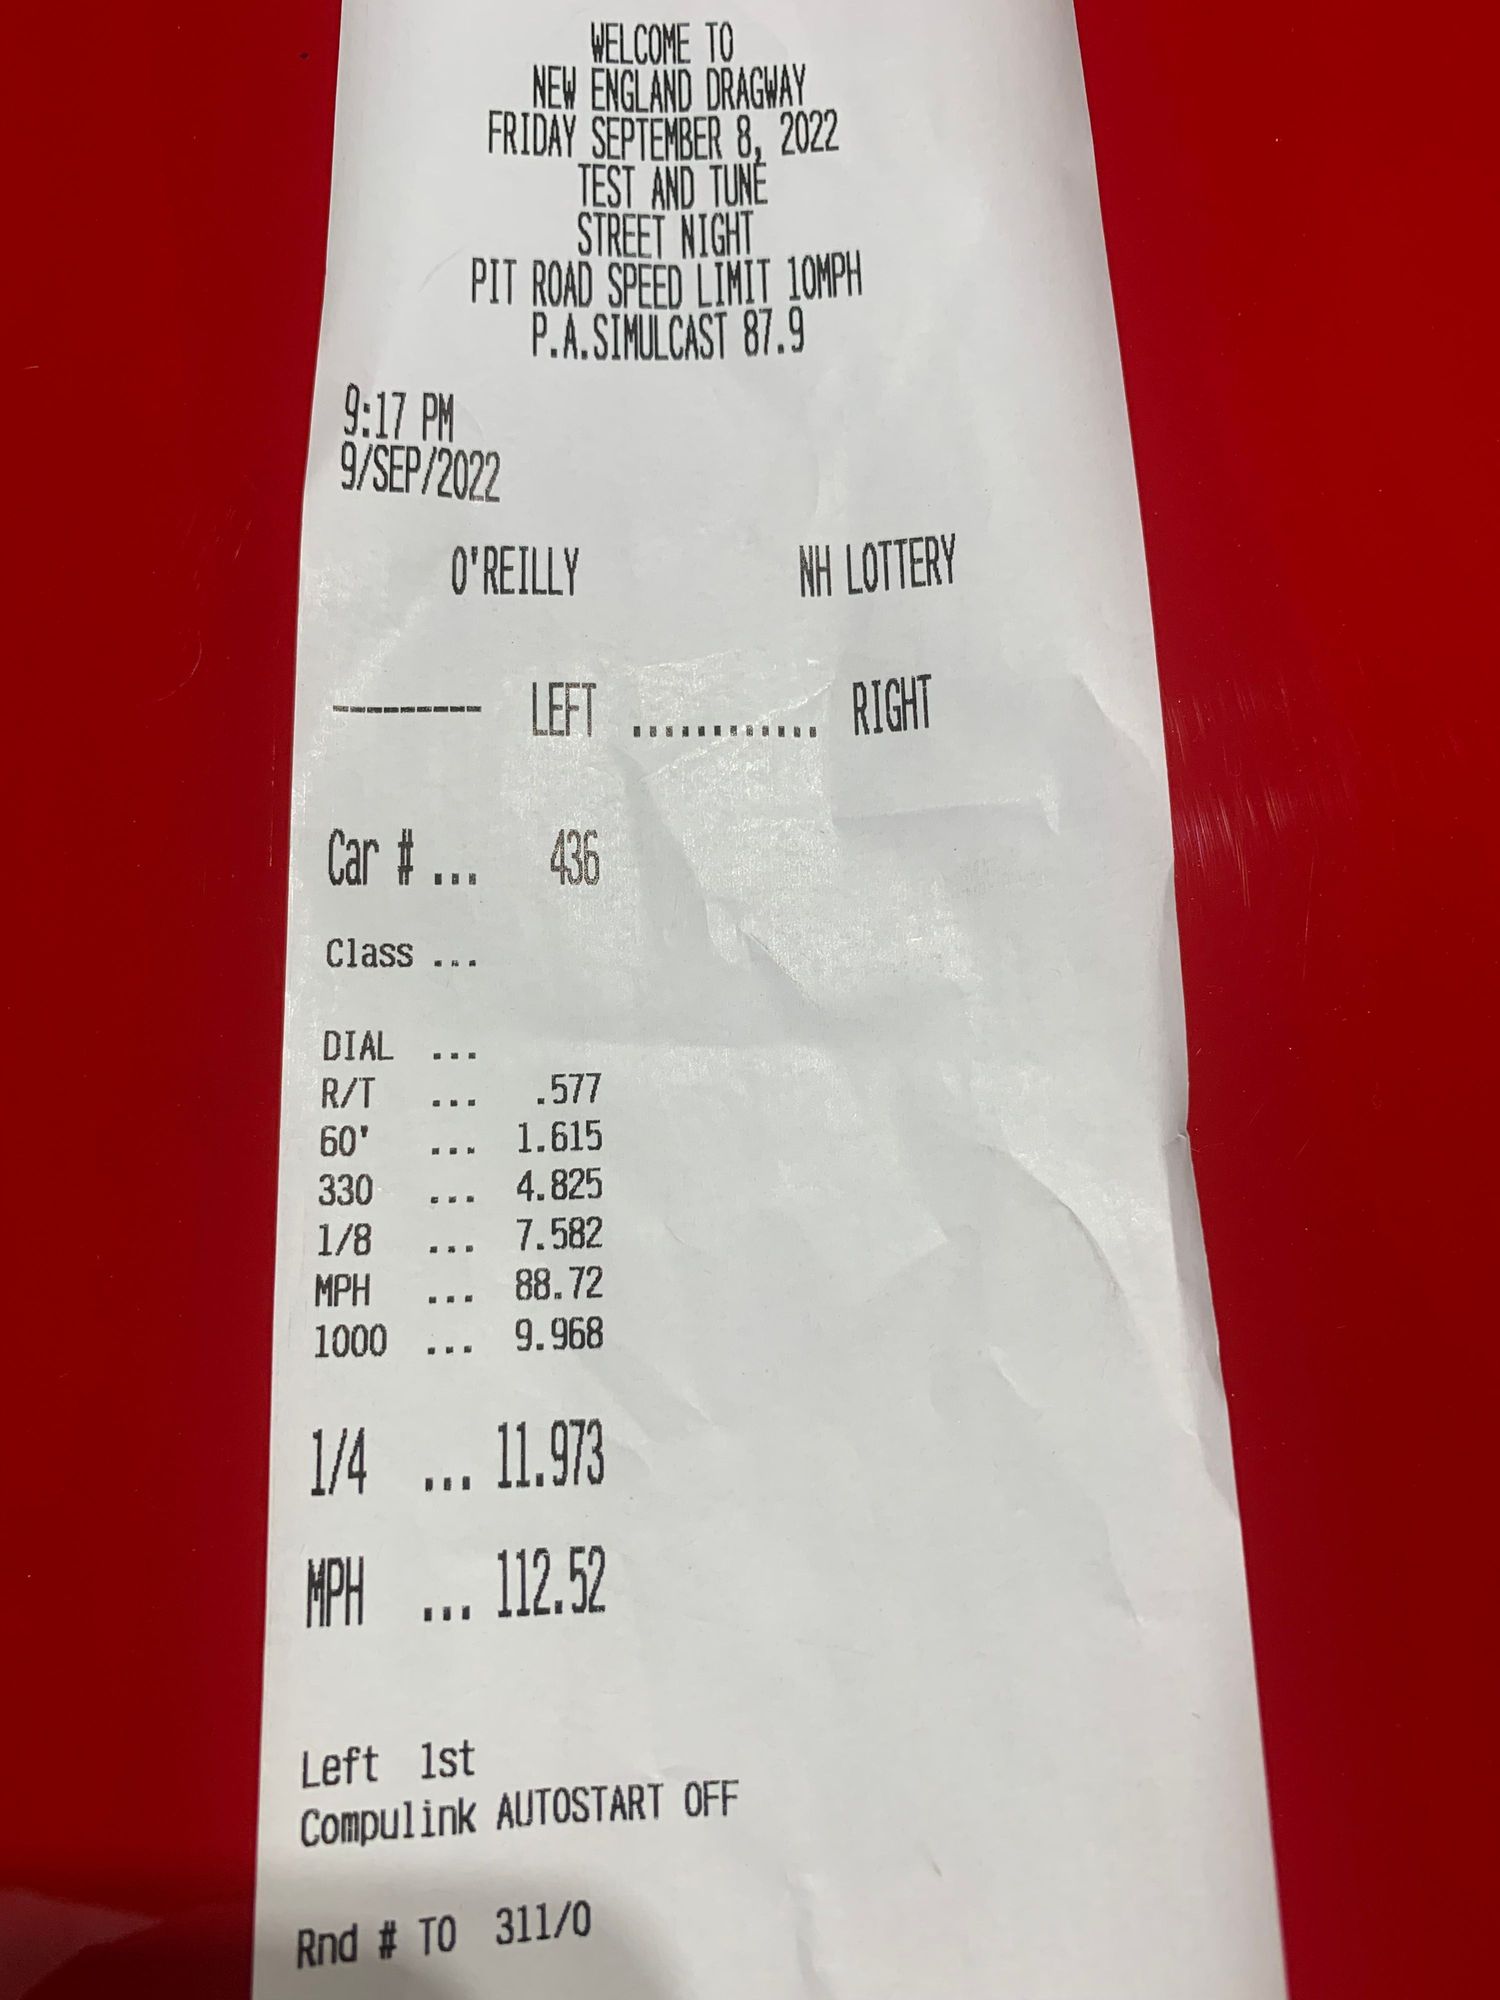 WELCOME TO
NEW ENGLAND DRAGWAY
FRIDAY SEPTEMBER 8, 2022
TEST AND TUNE
STREET NIGHT
PIT ROAD SPEED LIMIT 10MPH
P.A.SIMULCAST 87.9
9:17 PM
9/SEP/2022
O'REILLY NH LOTTERY
------- LEFT ............ RIGHT
Car # ... 436
Class ...
DIAL ...
R/T ... .577
60' ... 1.615
330 ... 4.825
1/8 ... 7.582
MPH ... 88.72
1000 ... 9.968
1/4 ... 11.973
MPH ... 112.52
Left 1st
Compulink AUTOSTART OFF
Rnd # TO 311/0